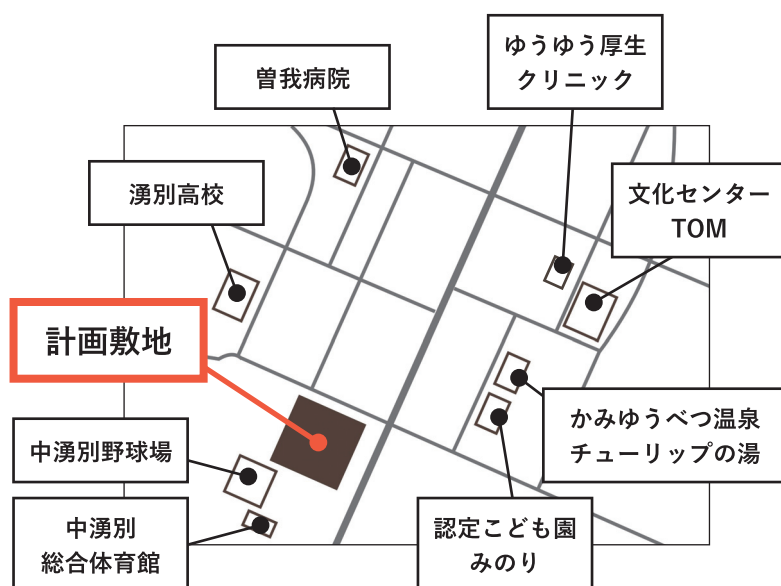 ゆうゆう厚生
クリニック
曽我病院
湧別高校
文化センター
TOM
計画敷地
かみゆうべつ温泉
チューリップの湯
中湧別野球場
認定こども園
みのり
中湧別
総合体育館